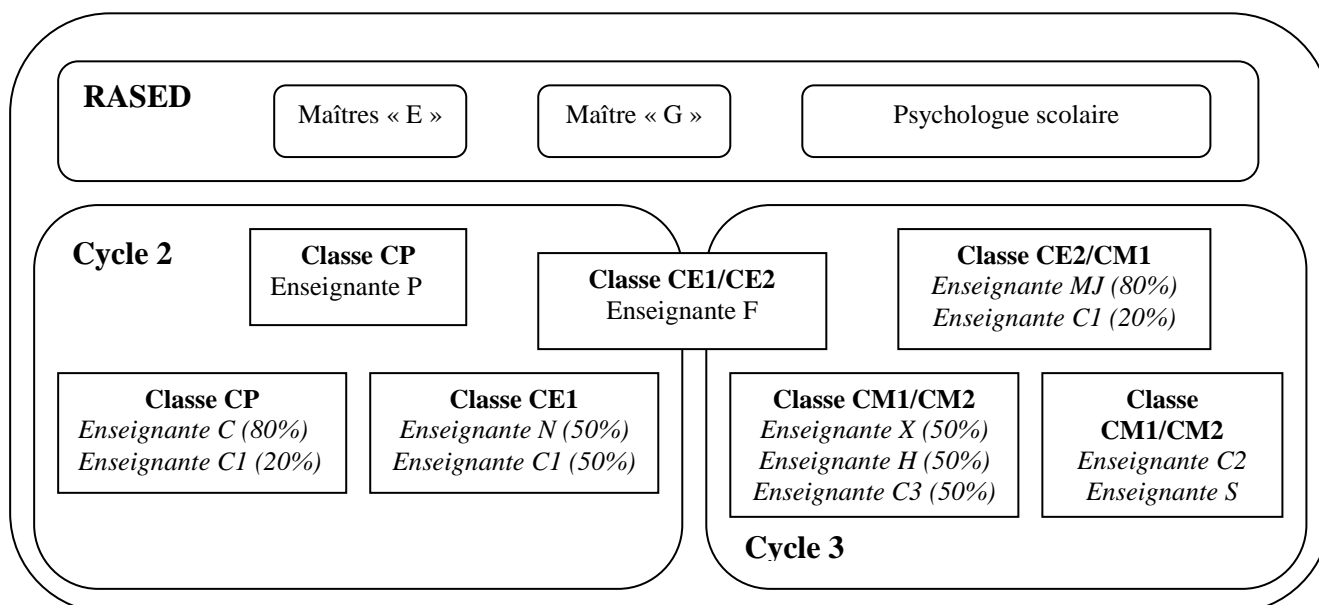 RASED
Maîtres « E »
Maître « G »
Psychologue scolaire
Cycle 2
Classe CP
Enseignante P
Classe CE1/CE2
Enseignante F
Classe CP
Enseignante C (80%)
Enseignante C1 (20%)
Classe CE1
Enseignante N (50%)
Enseignante C1 (50%)
Classe CE2/CM1
Enseignante MJ (80%)
Enseignante C1 (20%)
Classe CM1/CM2
Enseignante X (50%)
Enseignante H (50%)
Enseignante C3 (50%)
Classe
CM1/CM2
Enseignante C2
Enseignante S
Cycle 3